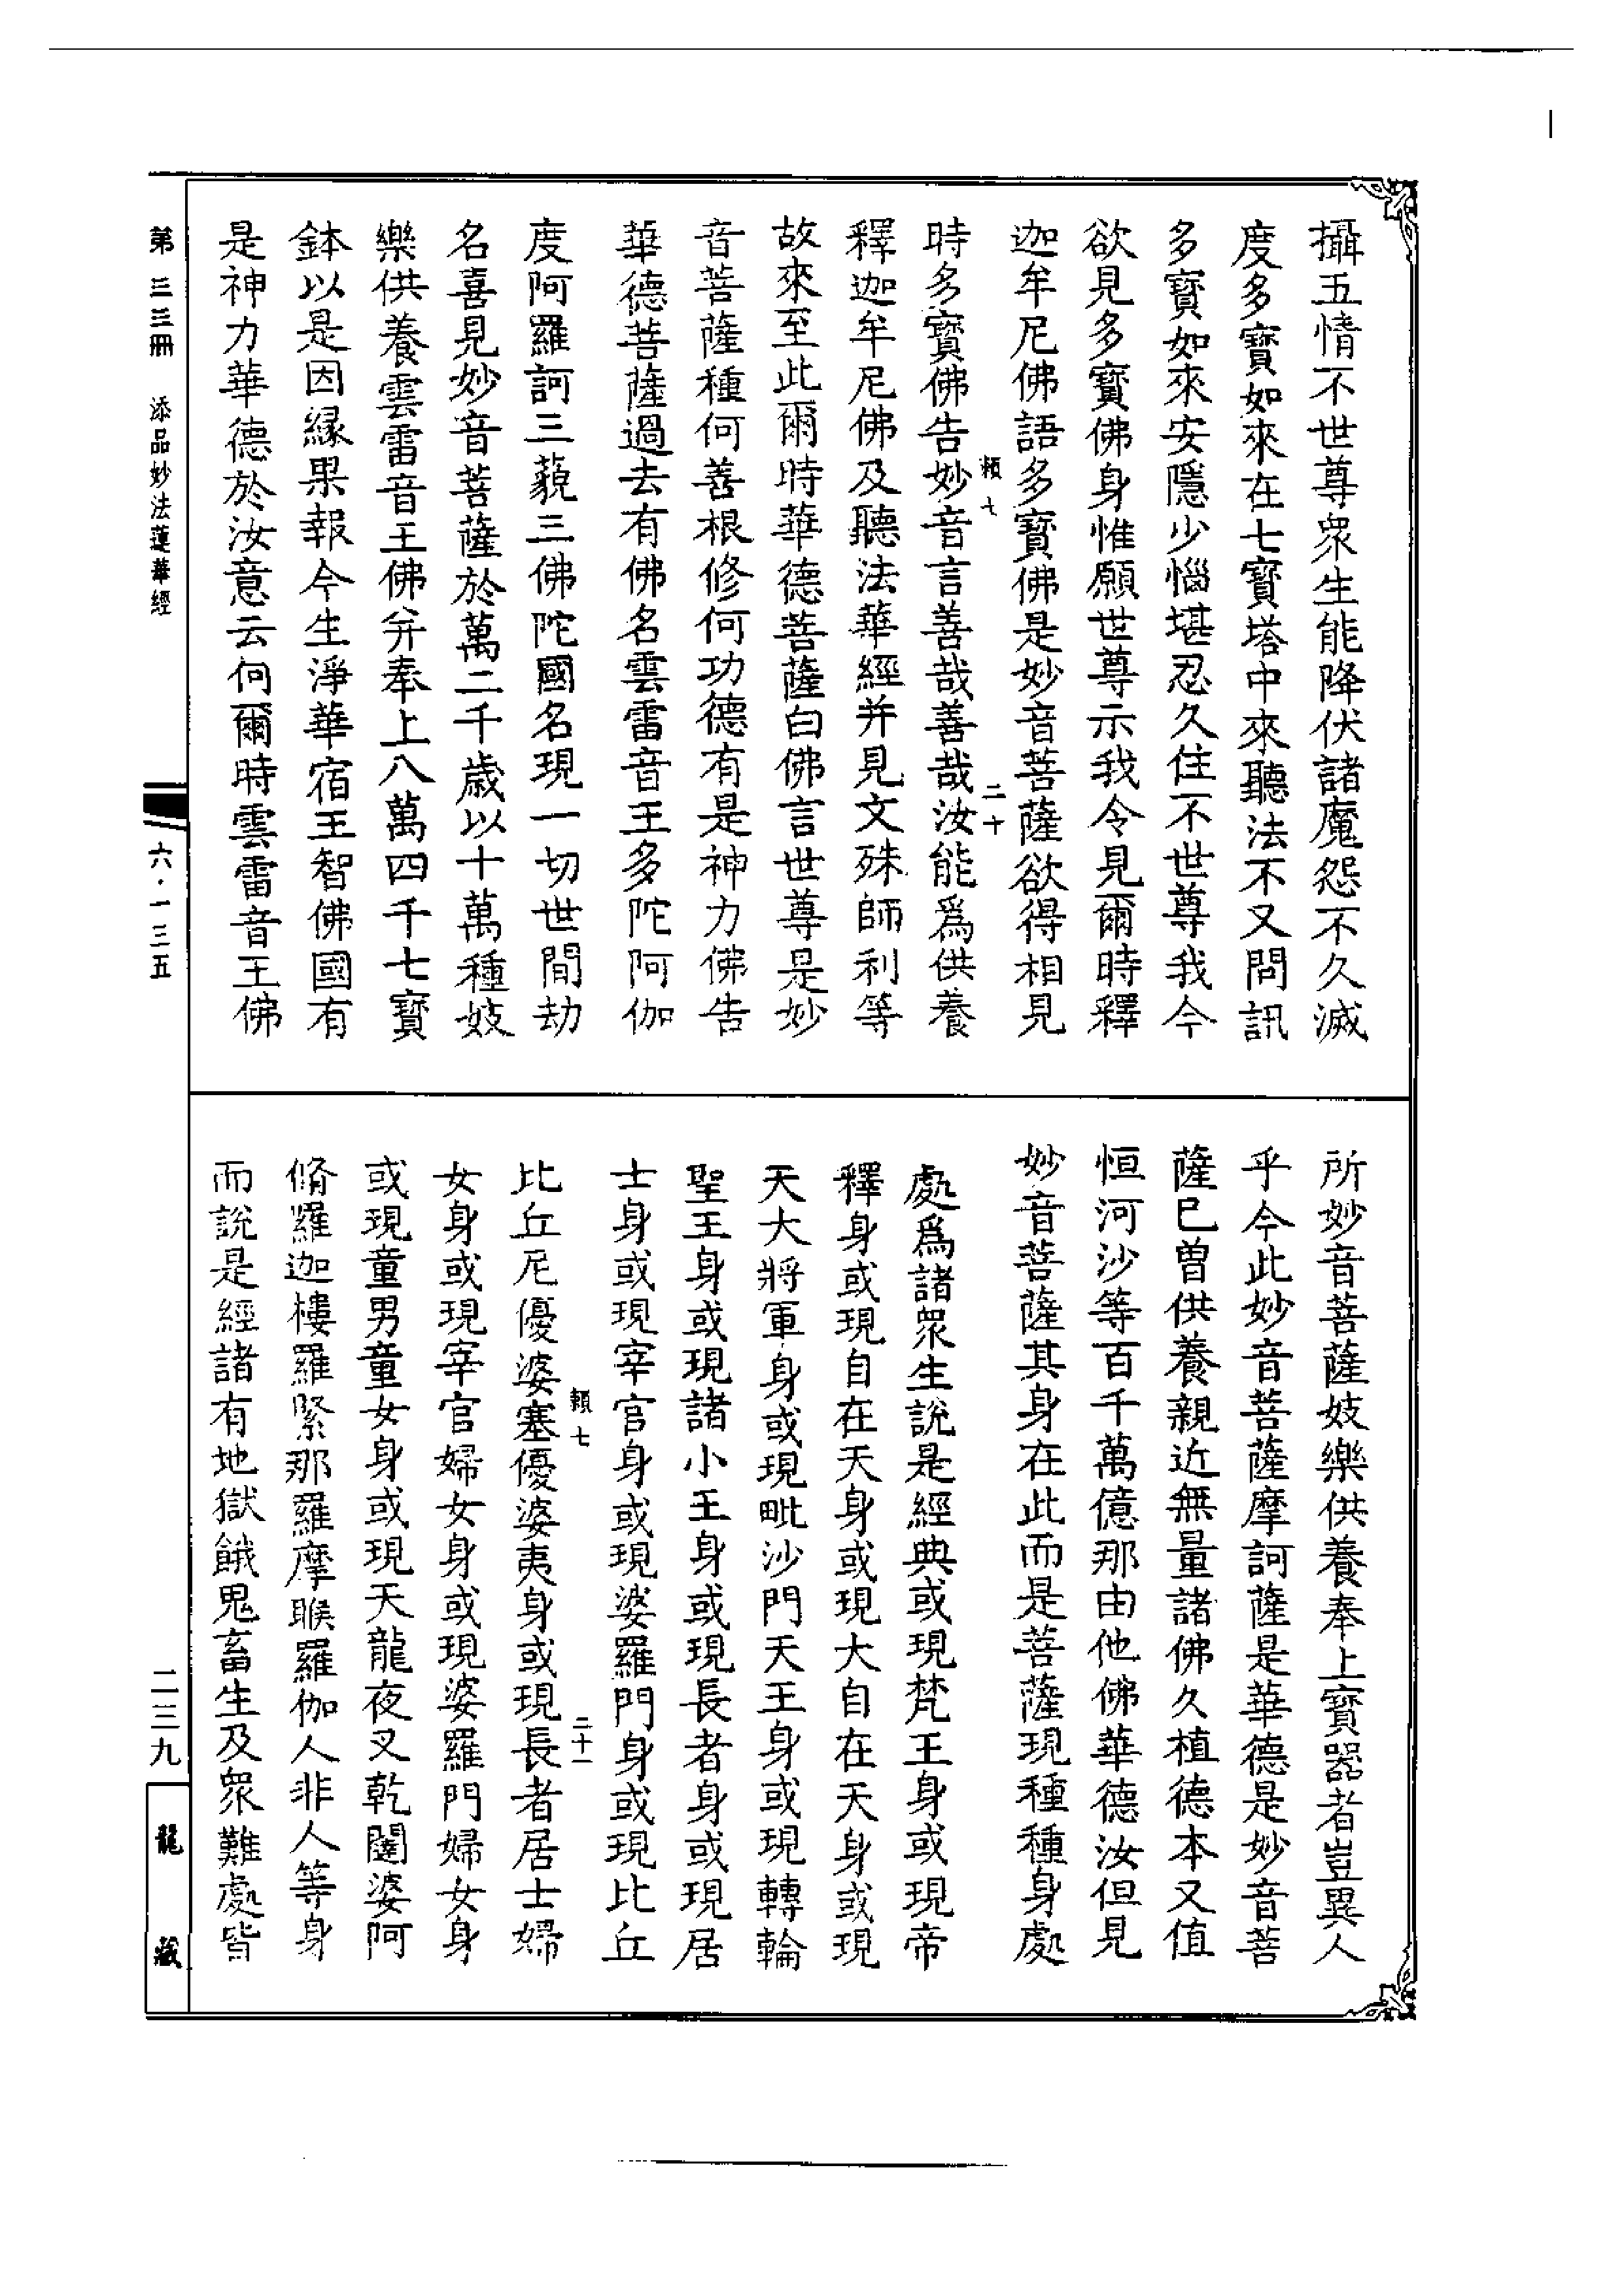 攝五情不世尊衆生能降伏諸魔怨不久滅
度多寶如來在七寶塔中來聽法不又問訊
多寶如來安隱少惱堪忍久住不世尊我今
欲見多寶佛身惟願世尊示我令見爾時釋
迦牟尼佛語多寶佛是妙音菩薩欲得相見
頼七
二十
時多寶佛告妙音言善哉善哉汝能爲供養
釋迦牟尼佛及聽法華經并見文殊師利等
故來至此爾時華德菩薩白佛言世尊是妙
音菩薩種何善根修何功德有是神力佛告
華德菩薩過去有佛名雲雷音王多陀阿伽
度阿羅訶三藐三佛陀國名現一切世間劫
名喜見妙音菩薩於萬二千歲以十萬種妓
樂供養雲雷音王佛并奉上八萬四千七寶
鉢以是因緣果報今生淨華宿王智佛國有
是神力華德於汝意云何爾時雲雷音王佛
所妙音菩薩妓樂供養奉上寶器者豈異人
乎今此妙音菩薩摩訶薩是華德是妙音菩
薩已曾供養親近無量諸佛久植德本又值
恒河沙等百千萬億那由他佛華德汝但見
妙音菩薩其身在此而是菩薩現種種身處
處爲諸衆生說是經典或現梵王身或現帝
釋身或現自在天身或現大自在天身或現
天大將軍身或現毗沙門天王身或現轉輪
聖王身或現諸小王身或現長者身或現居
士身或現宰官身或現婆羅門身或現比丘
頼七
二十一
比丘尼優婆塞優婆夷身或現長者居士婦
女身或現宰官婦女身或現婆羅門婦女身
或現童男童女身或現天龍夜叉乾闥婆阿
脩羅迦樓羅緊那羅摩睺羅伽人非人等身
而說是經諸有地獄餓鬼畜生及衆難處皆
第三三冊 添品妙法蓮華經
六·一三五
二三九
龍藏